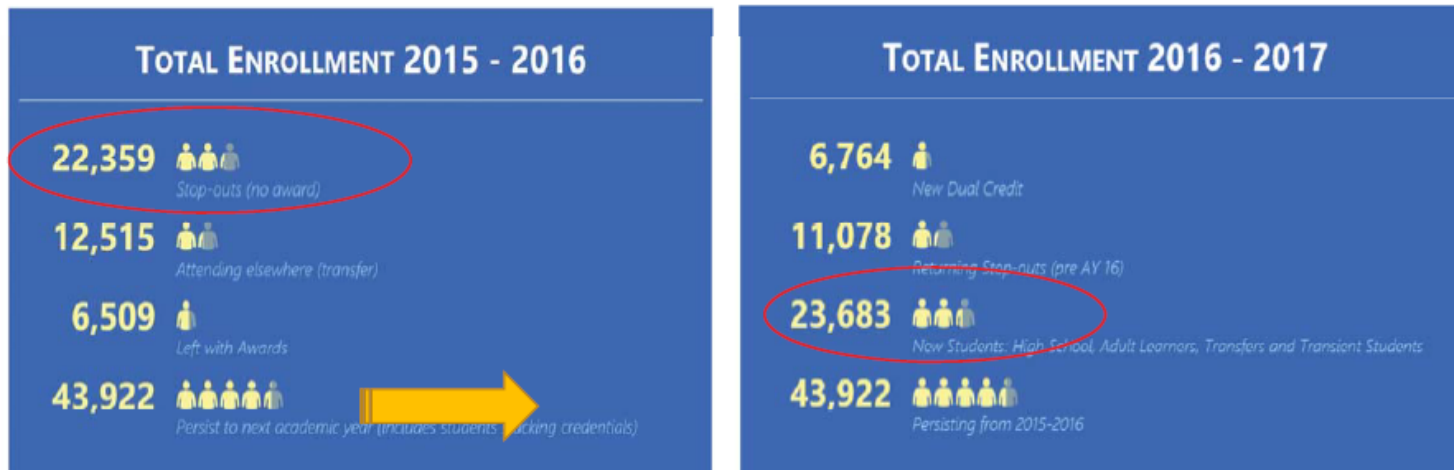 TOTAL ENROLLMENT 2015 - 2016
22,359
Stop-outs (no award)
12,515
Attending elsewhere (transfer)
6,509
Left with Awards
43,922
Persist to next academic year (includes students stacking credentials)
TOTAL ENROLLMENT 2016 - 2017
6,764
New Dual Credit
11,078
Returning Stop-outs (pre AY 16)
23,683
New Students: High School, Adult Learners, Transfers and Transient Students
43,922
Persisting from 2015-2016